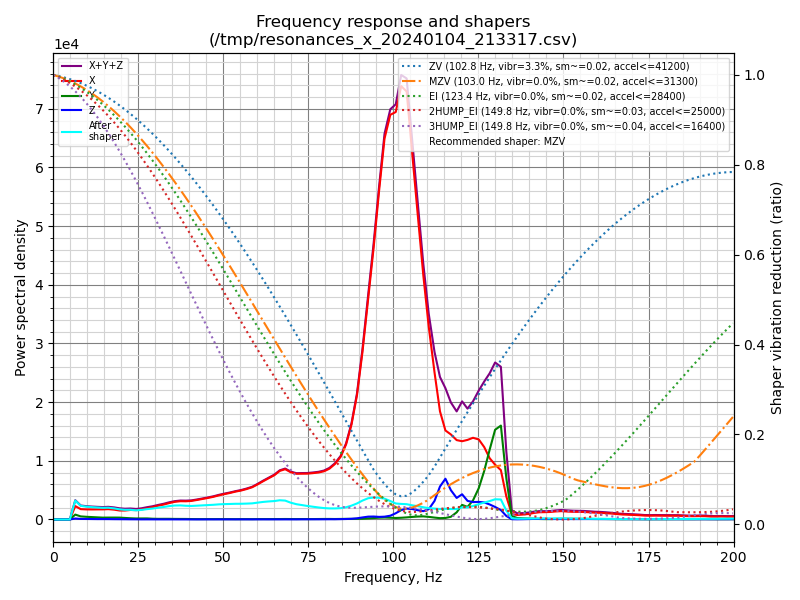 Frequency response and shapers
(/tmp/resonances_x_20240104_213317.csv)
1e4
X+Y+Z
X
Y
Z
After
shaper
ZV (102.8 Hz, vibr=3.3%, sm~=0.02, accel<=41200)
MZV (103.0 Hz, vibr=0.0%, sm~=0.02, accel<=31300)
EI (123.4 Hz, vibr=0.0%, sm~=0.02, accel<=28400)
2HUMP_EI (149.8 Hz, vibr=0.0%, sm~=0.03, accel<=25000)
3HUMP_EI (149.8 Hz, vibr=0.0%, sm~=0.04, accel<=16400)
Recommended shaper: MZV
Power spectral density
7
6
5
4
3
2
1
0
1.0
0.8
0.6
0.4
0.2
0.0
Shaper vibration reduction (ratio)
0 25 50 75 100 125 150 175 200
Frequency, Hz